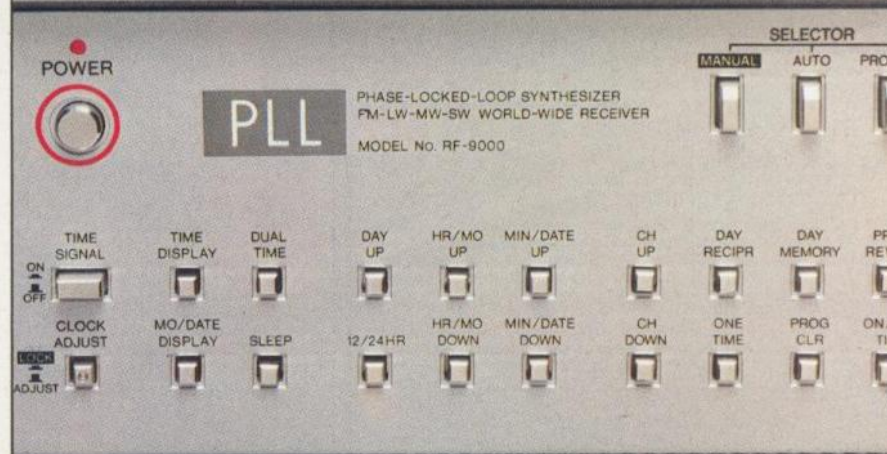 SELECTOR
POWER
MANUAL AUTO
PLL
PHASE-LOCKED-LOOP SYNTHESIZER
FM-LW-MW-SW WORLD-WIDE RECEIVER
MODEL No. RF-9000
TIME SIGNAL
ON
OFF
TIME DISPLAY
DUAL TIME
DAY UP
HR/MO UP
MIN/DATE UP
CH UP
DAY RECIPR
DAY MEMORY
CLOCK ADJUST
LOCK
ADJUST
MO/DATE DISPLAY
SLEEP
12/24HR
HR/MO DOWN
MIN/DATE DOWN
CH DOWN
ONE TIME
PROG CLR